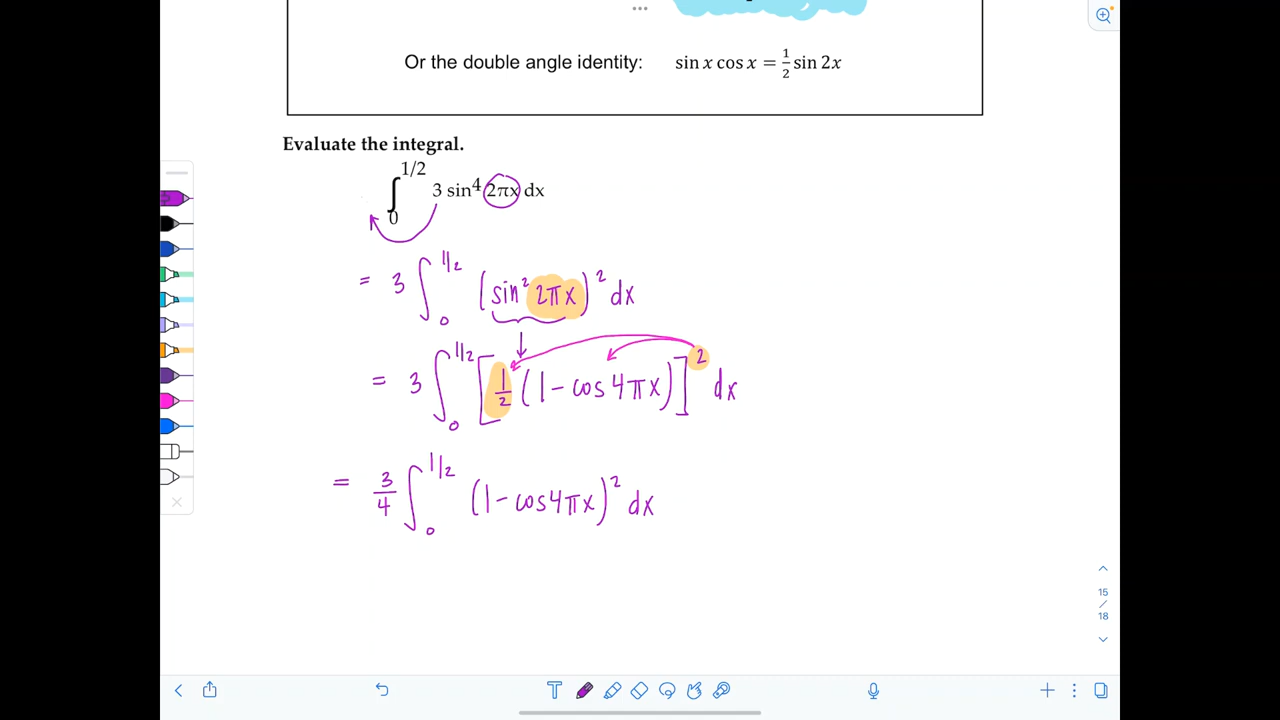 Or the double angle identity: sin x cos x = 1/2 sin 2x
Evaluate the integral.
∫₀^1/2 3 sin⁴ 2πx dx
= 3 ∫₀^1/2 (sin² 2πx)² dx
= 3 ∫₀^1/2 [1/2 (1 - cos 4πx)]² dx
= 3/4 ∫₀^1/2 (1 - cos4πx)² dx
15
/
18
T